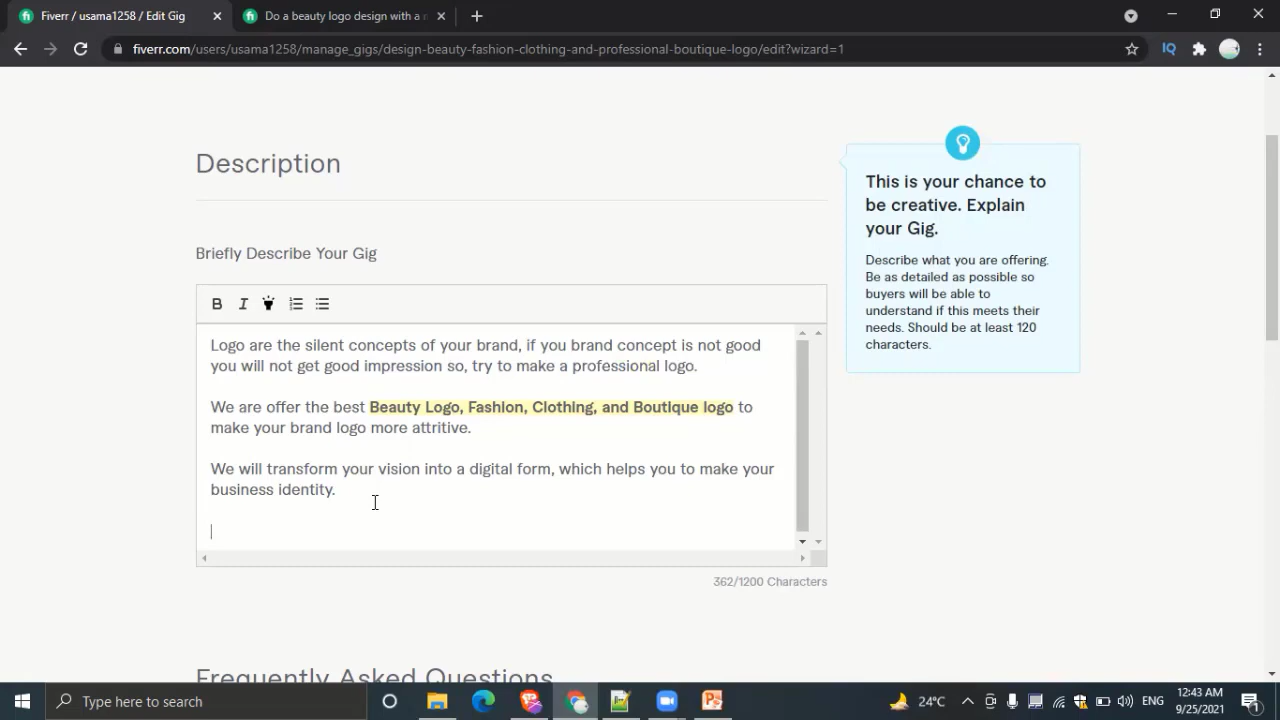 Fiverr / usama1258 / Edit Gig
Do a beauty logo design with a
fiverr.com/users/usama1258/manage_gigs/design-beauty-fashion-clothing-and-professional-boutique-logo/edit?wizard=1
IQ
Description
Briefly Describe Your Gig
B I
Logo are the silent concepts of your brand, if you brand concept is not good
you will not get good impression so, try to make a professional logo.
We are offer the best Beauty Logo, Fashion, Clothing, and Boutique logo to
make your brand logo more attritive.
We will transform your vision into a digital form, which helps you to make your
business identity.
362/1200 Characters
This is your chance to
be creative. Explain
your Gig.
Describe what you are offering.
Be as detailed as possible so
buyers will be able to
understand if this meets their
needs. Should be at least 120
characters.
Frequently Asked Questions
Type here to search
24°C
ENG
12:43 AM
9/25/2021
1